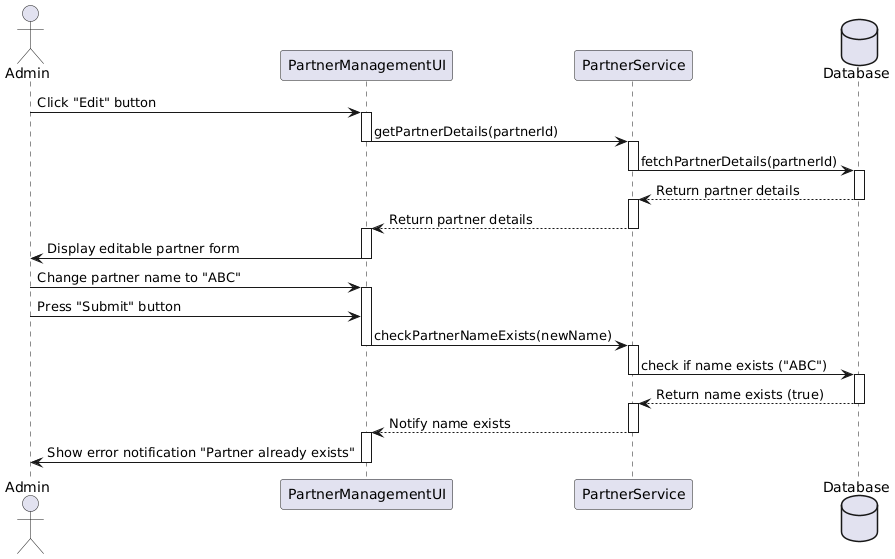 Admin
PartnerManagementUI
PartnerService
Database
Click "Edit" button
getPartnerDetails(partnerId)
fetchPartnerDetails(partnerId)
Return partner details
Return partner details
Display editable partner form
Change partner name to "ABC"
Press "Submit" button
checkPartnerNameExists(newName)
check if name exists ("ABC")
Return name exists (true)
Notify name exists
Show error notification "Partner already exists"
Admin
PartnerManagementUI
PartnerService
Database